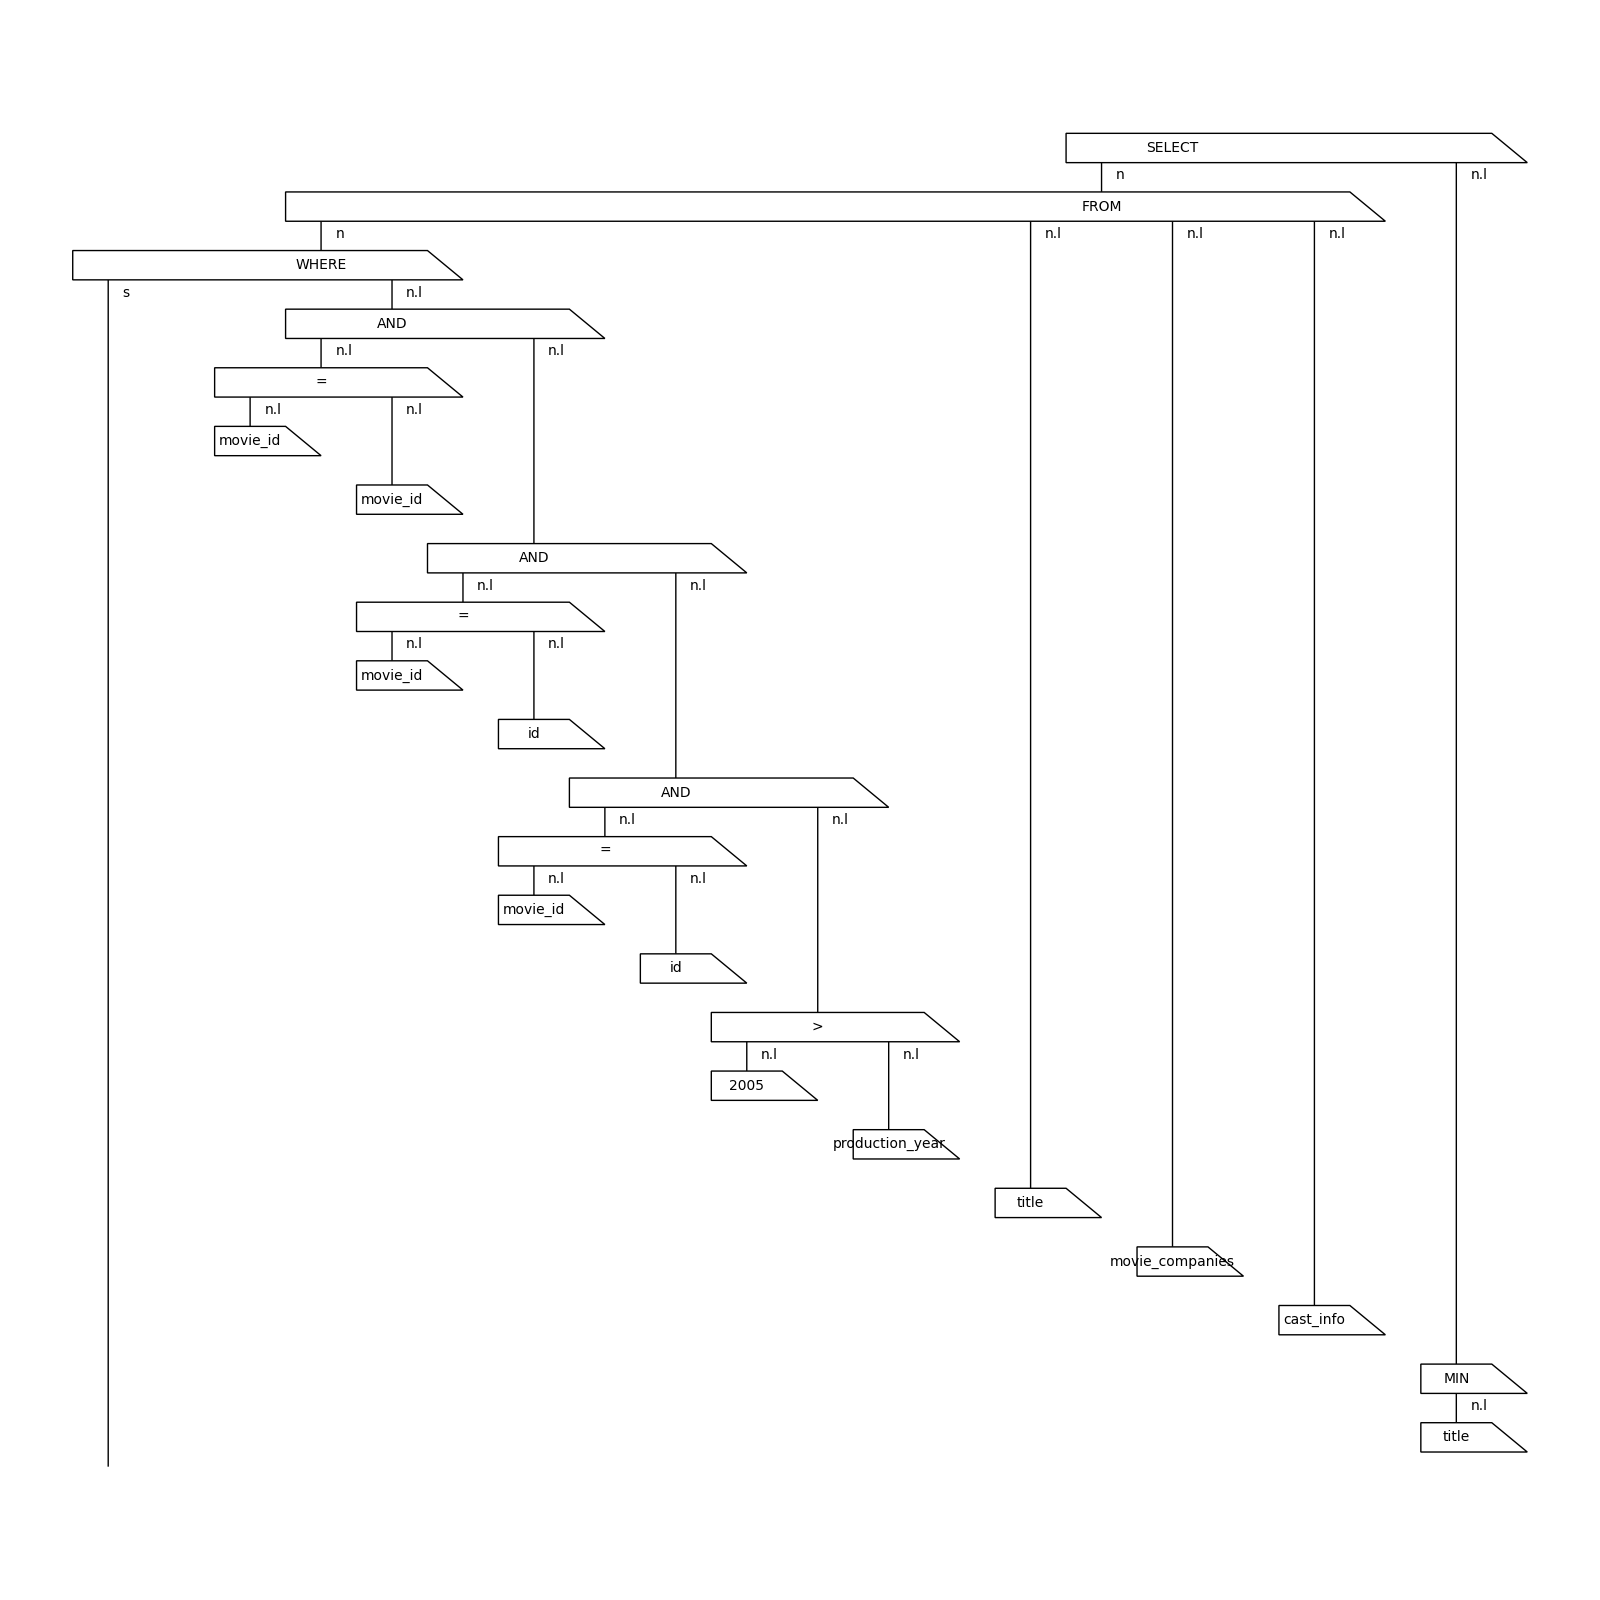 SELECT
n n.l
FROM
n n.l n.l n.l
WHERE
s n.l
AND
n.l n.l
=
n.l n.l
movie_id
movie_id
AND
n.l n.l
=
n.l n.l
movie_id
id
AND
n.l n.l
=
n.l n.l
movie_id
id
>
n.l n.l
2005
production_year
title
movie_companies
cast_info
MIN
n.l
title